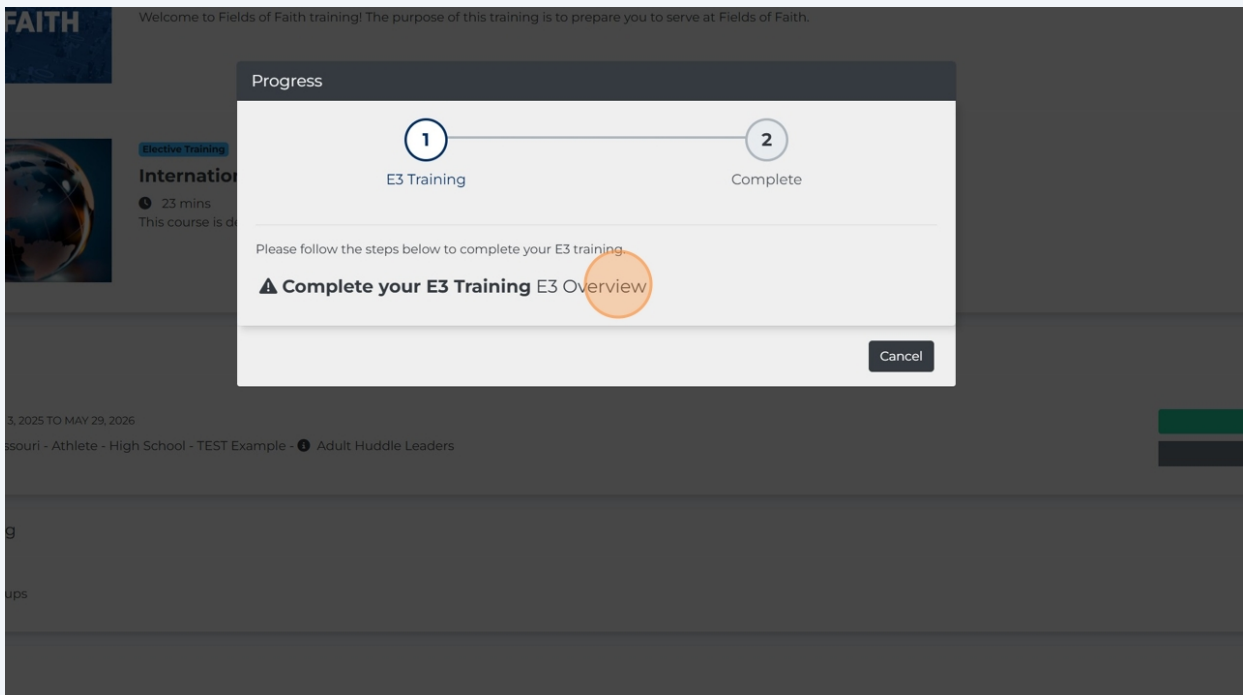 FAITH
Welcome to Fields of Faith training! The purpose of this training is to prepare you to serve at Fields of Faith.
Progress
1
2
E3 Training
Complete
Elective Training
Internation
23 mins
This course is de
Please follow the steps below to complete your E3 training.
Complete your E3 Training E3 Overview
Cancel
3, 2025 TO MAY 29, 2026
ssouri - Athlete - High School - TEST Example - Adult Huddle Leaders
g
ups